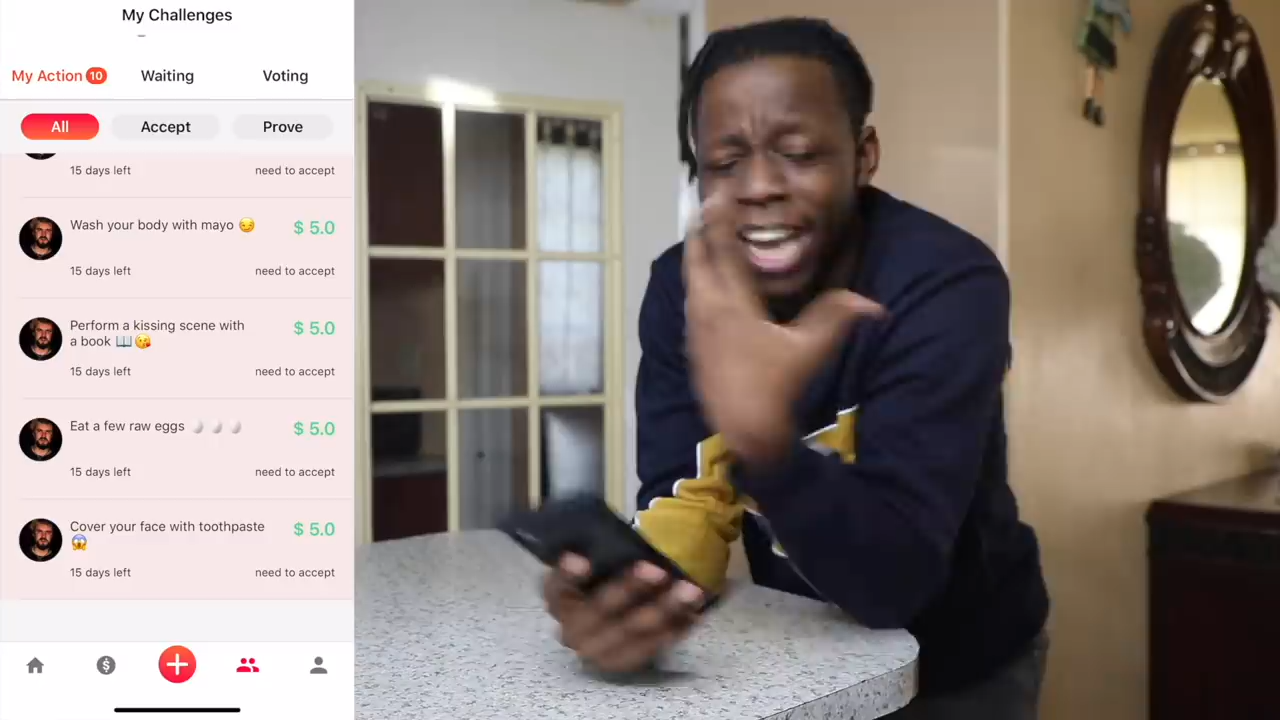 My Challenges
My Action 10 Waiting Voting
All Accept Prove
15 days left need to accept
Wash your body with mayo 😏 $ 5.0
15 days left need to accept
Perform a kissing scene with $ 5.0
a book 📖😘
15 days left need to accept
Eat a few raw eggs 🥚🥚🥚 $ 5.0
15 days left need to accept
Cover your face with toothpaste $ 5.0
😱
15 days left need to accept